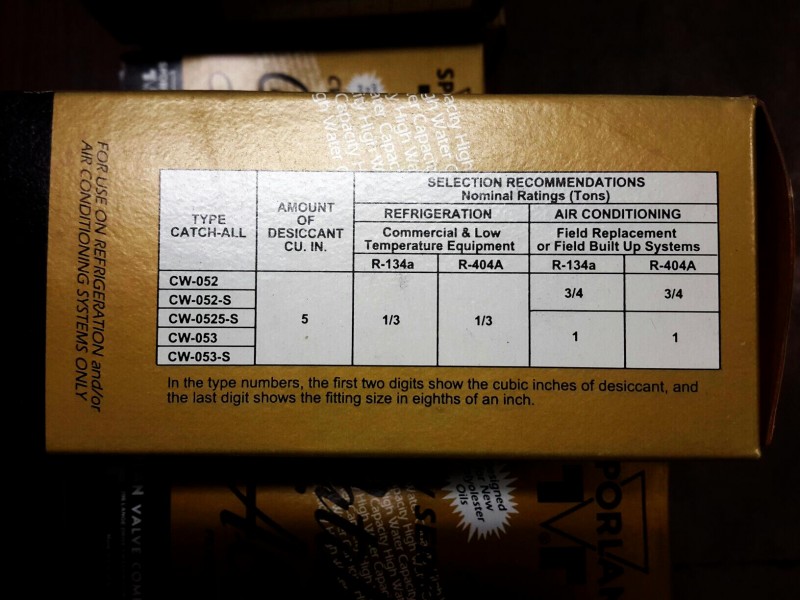 FOR USE ON REFRIGERATION and/or
AIR CONDITIONING SYSTEMS ONLY
TYPE
CATCH-ALL
AMOUNT
OF
DESICCANT
CU. IN.
SELECTION RECOMMENDATIONS
Nominal Ratings (Tons)
REFRIGERATION
AIR CONDITIONING
Commercial & Low
Temperature Equipment
Field Replacement
or Field Built Up Systems
R-134a
R-404A
R-134a
R-404A
CW-052
CW-052-S
CW-0525-S
CW-053
CW-053-S
5
1/3
1/3
3/4
3/4
1
1
In the type numbers, the first two digits show the cubic inches of desiccant, and
the last digit shows the fitting size in eighths of an inch.
New
Oils
VALVE